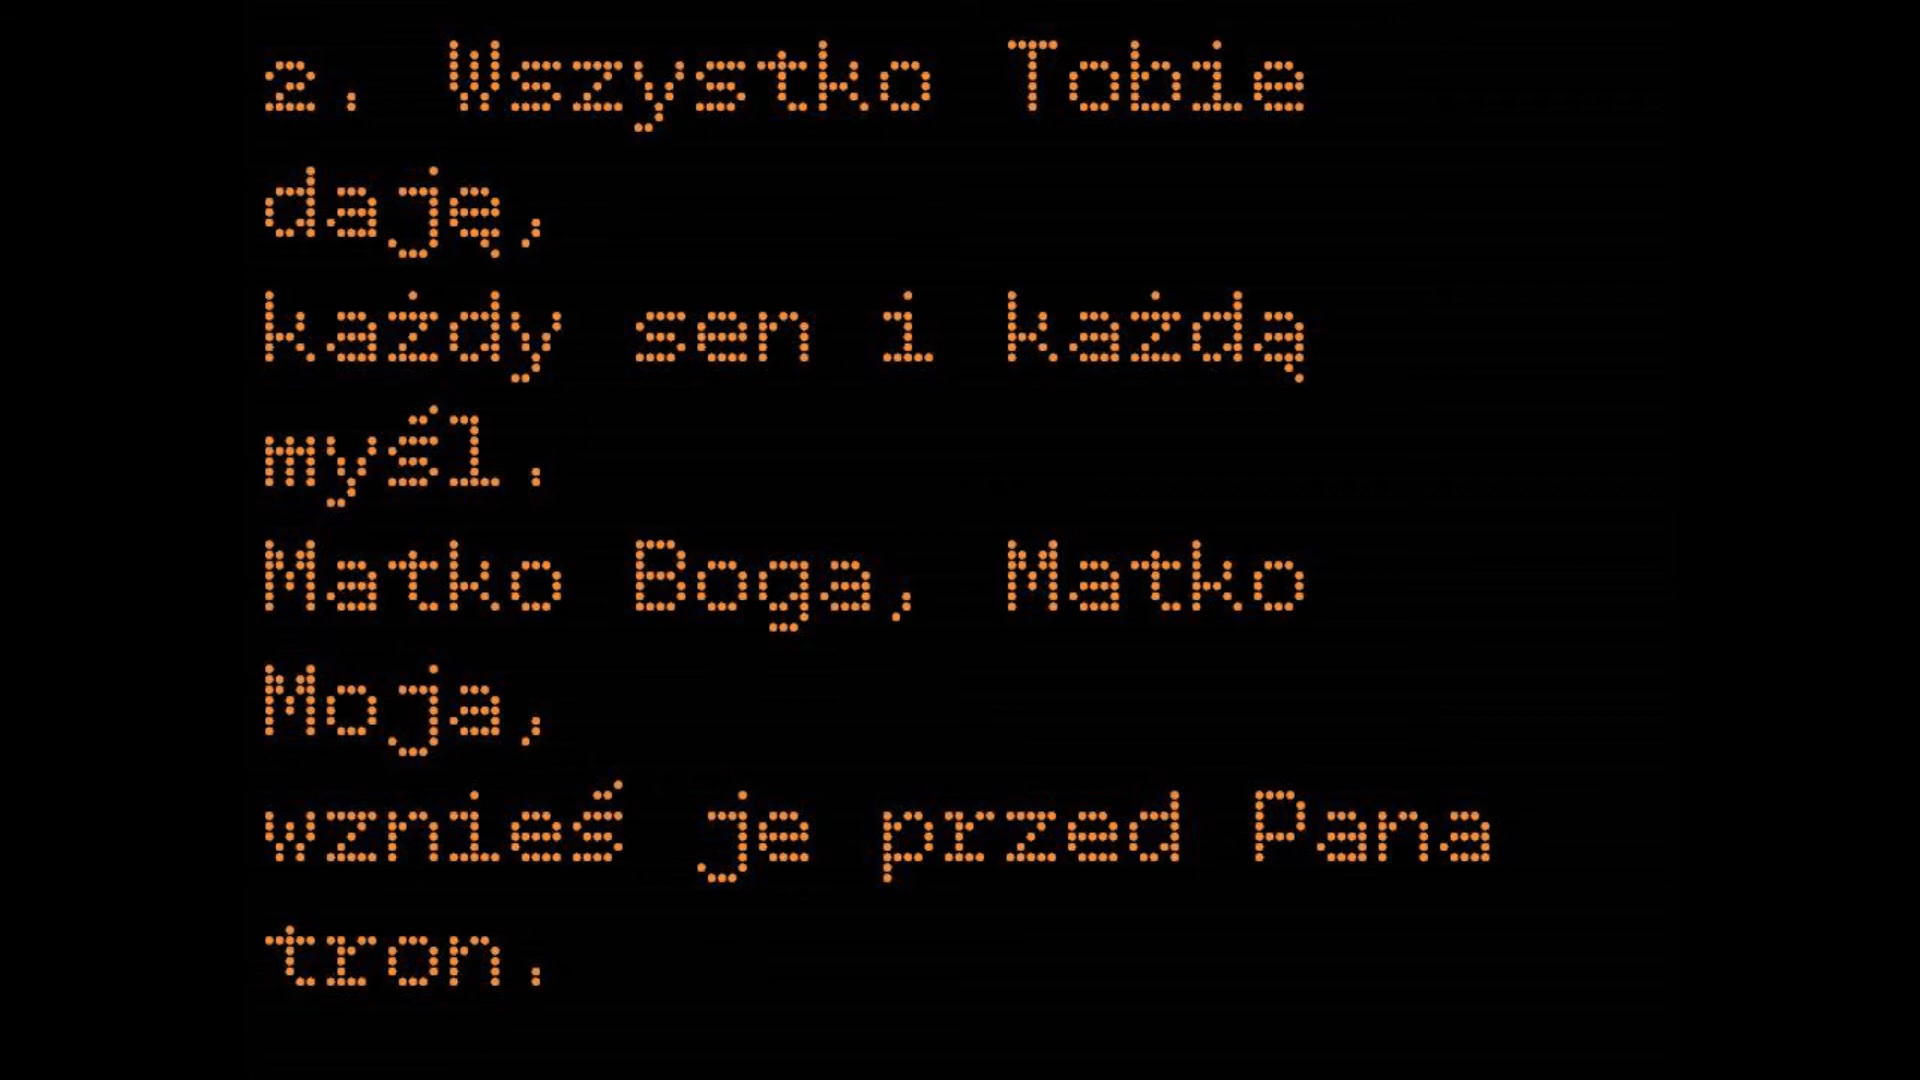 2. Wszystko Tobie
daję,
każdy sen i każdą
myśl.
Matko Boga, Matko
Moja,
wznieś je przed Pana
tron.